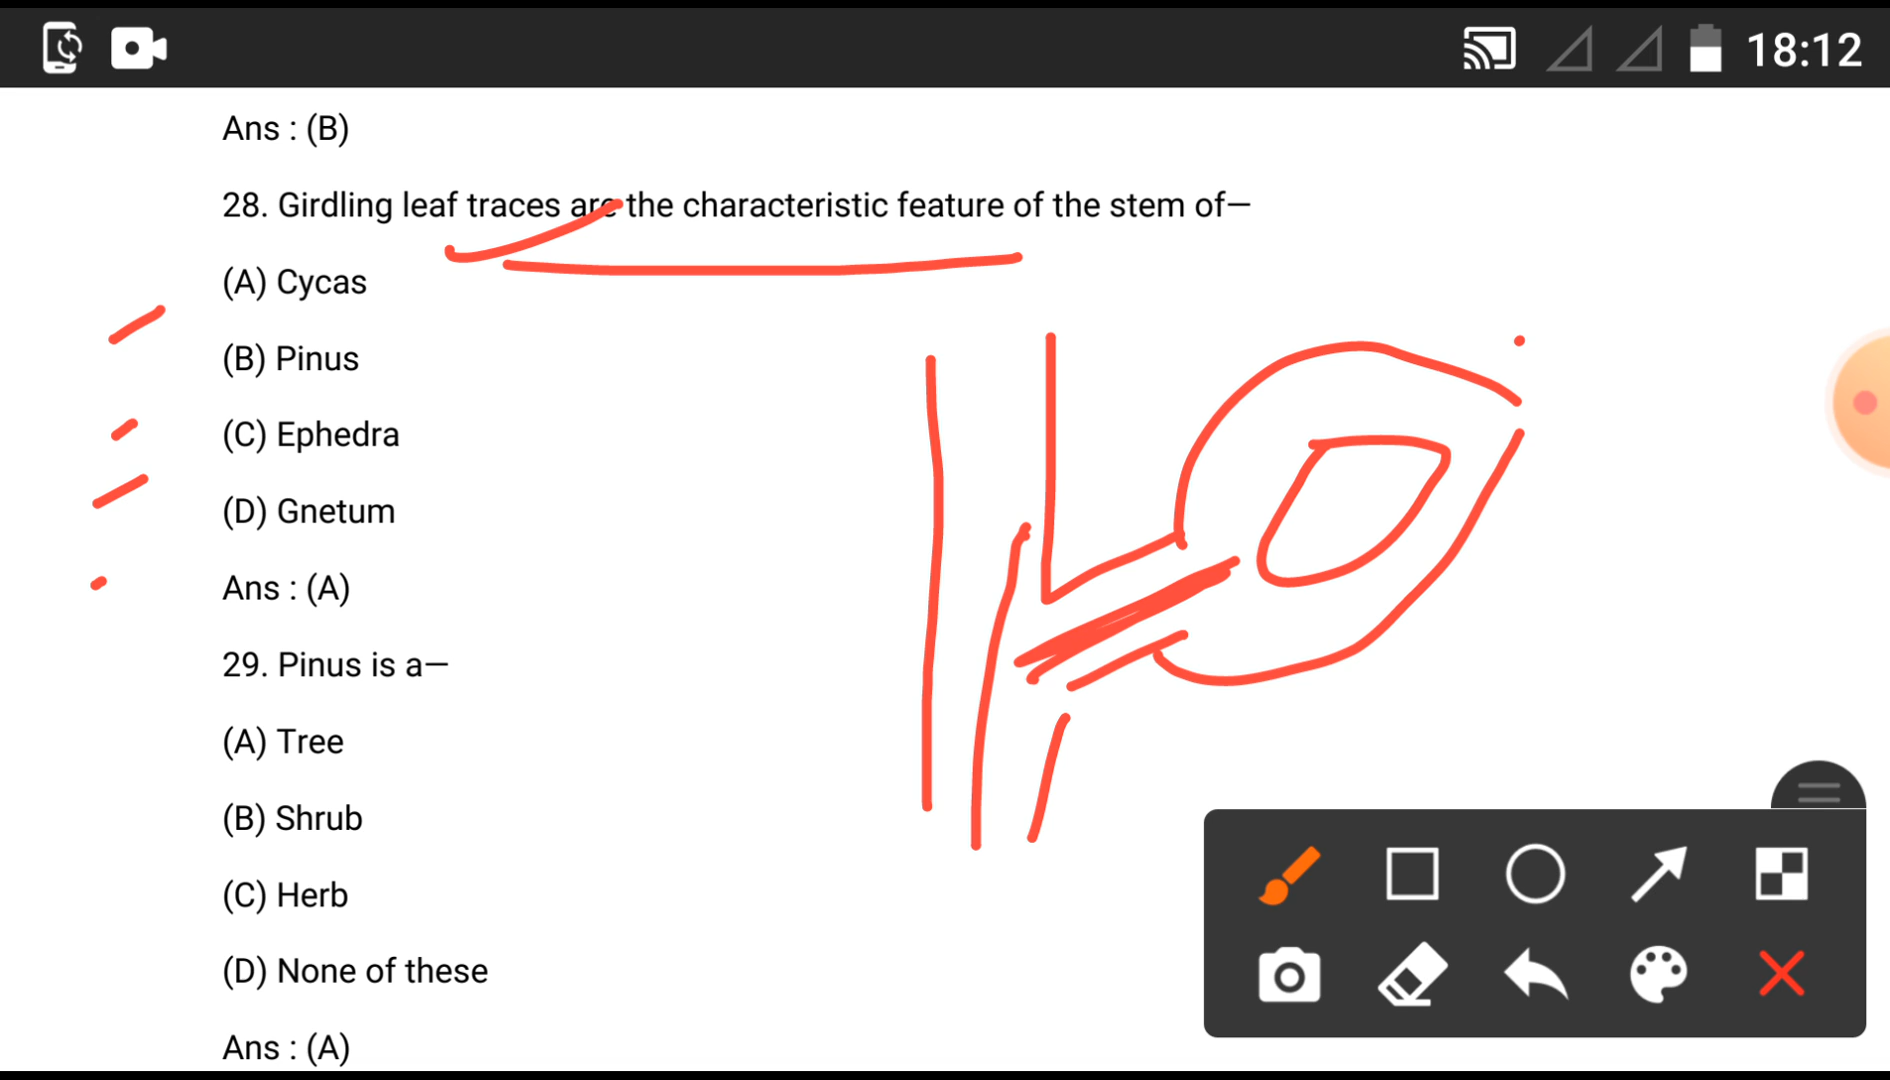 18:12
Ans : (B)
28. Girdling leaf traces are the characteristic feature of the stem of—
(A) Cycas
(B) Pinus
(C) Ephedra
(D) Gnetum
Ans : (A)
29. Pinus is a—
(A) Tree
(B) Shrub
(C) Herb
(D) None of these
Ans : (A)